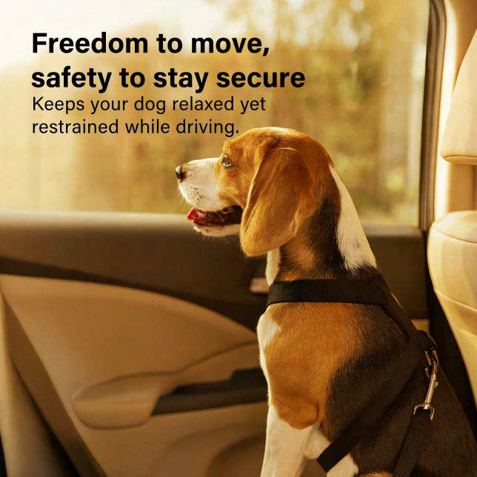 Freedom to move,
safety to stay secure
Keeps your dog relaxed yet
restrained while driving.